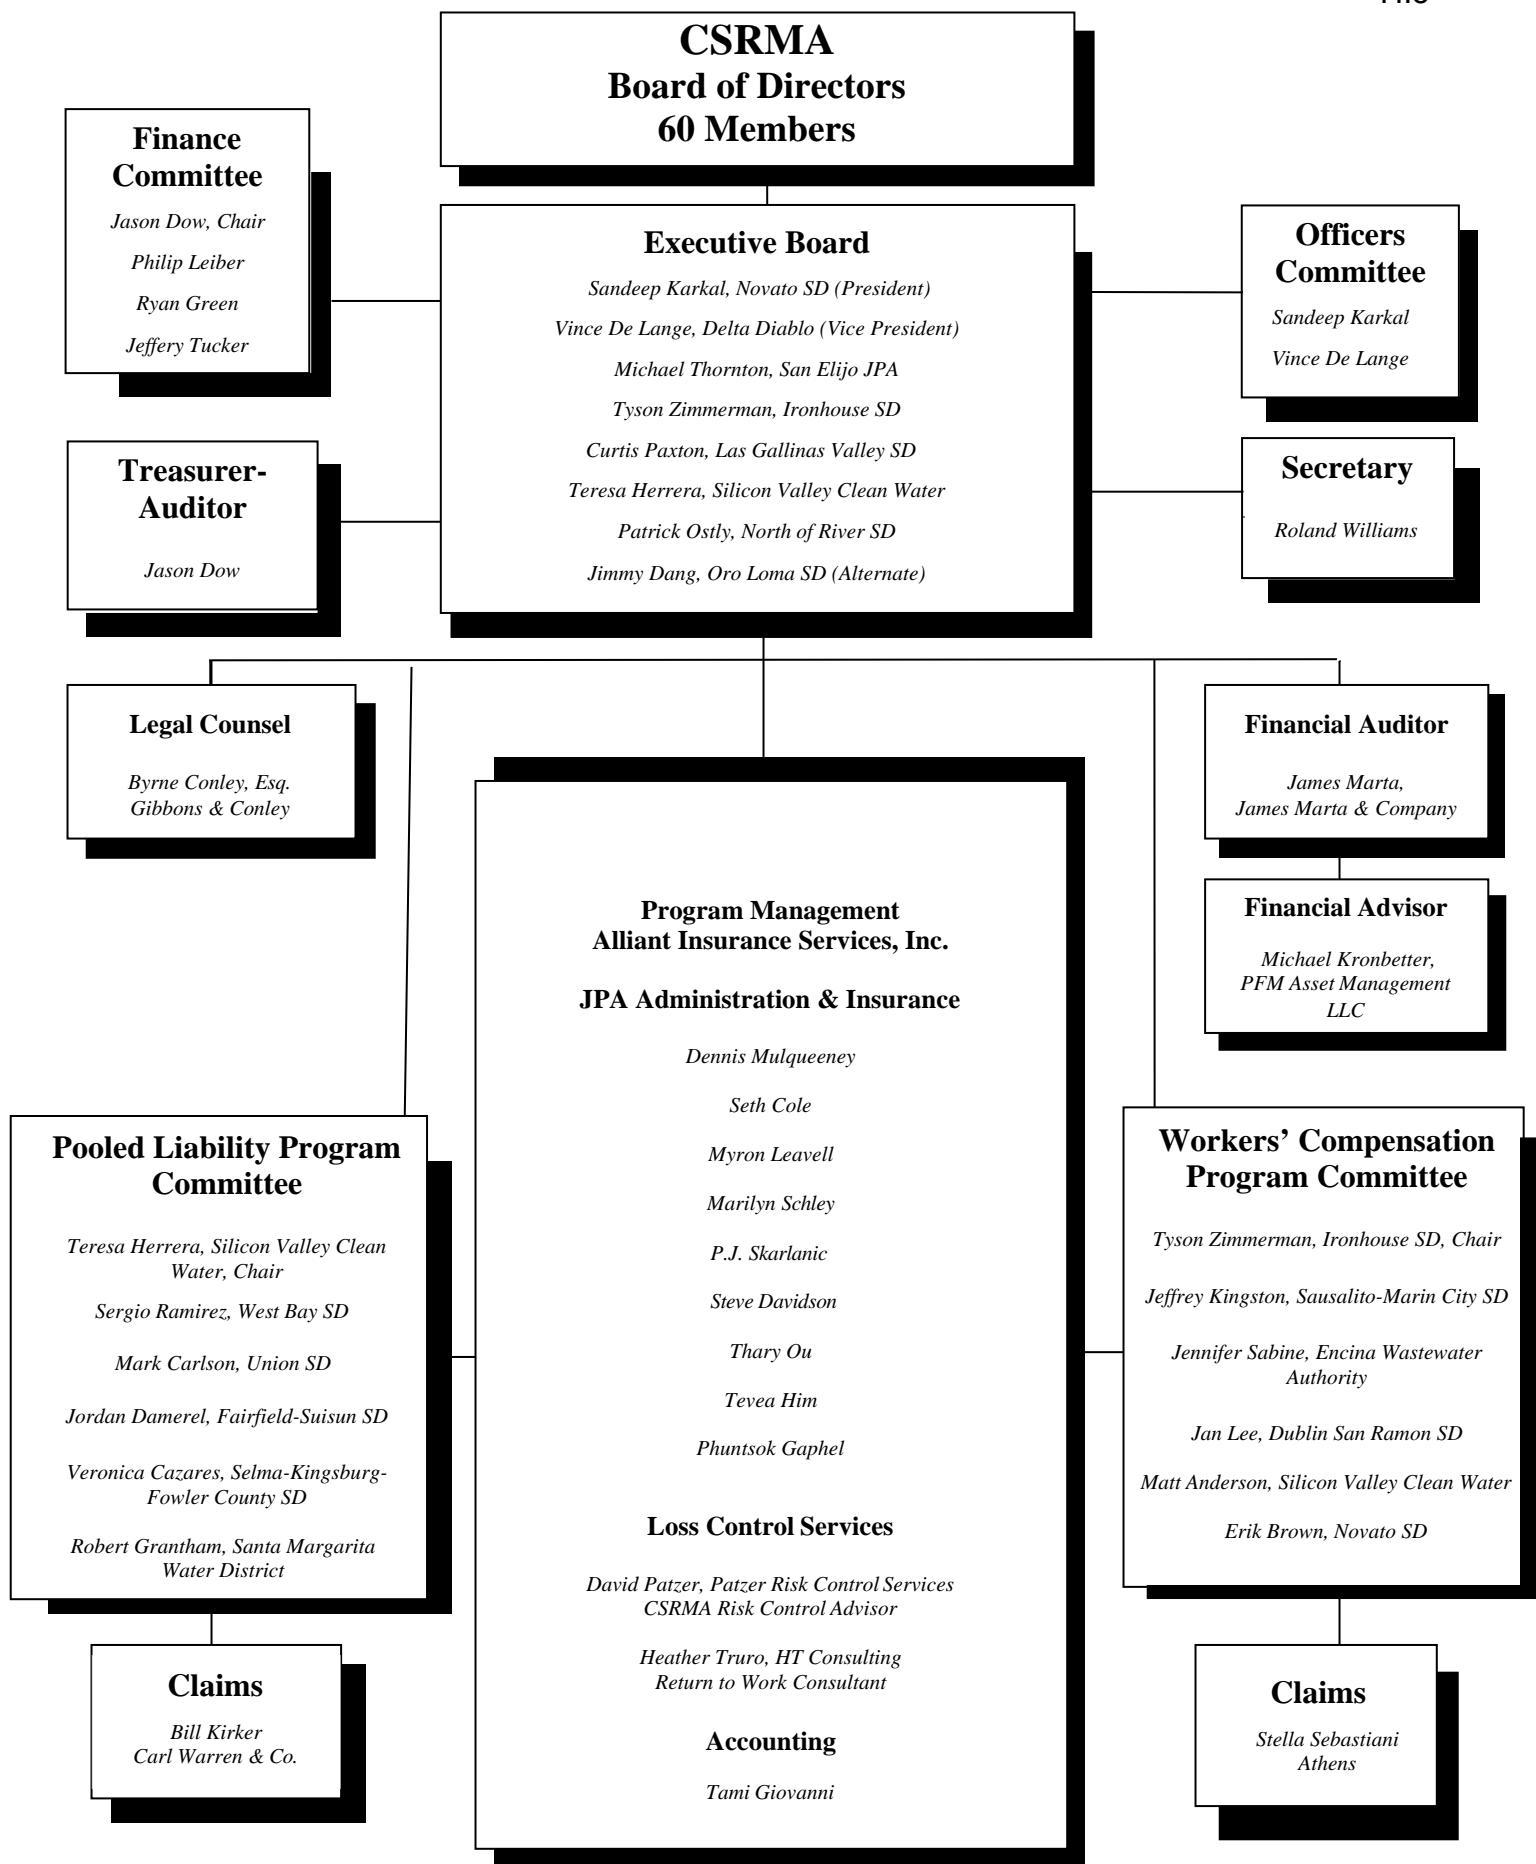 CSRMA
Board of Directors
60 Members
Finance
Committee
Jason Dow, Chair
Philip Leiber
Ryan Green
Jeffery Tucker
Executive Board
Sandeep Karkal, Novato SD (President)
Vince De Lange, Delta Diablo (Vice President)
Michael Thornton, San Elijo JPA
Tyson Zimmerman, Ironhouse SD
Curtis Paxton, Las Gallinas Valley SD
Teresa Herrera, Silicon Valley Clean Water
Patrick Ostly, North of River SD
Jimmy Dang, Oro Loma SD (Alternate)
Officers
Committee
Sandeep Karkal
Vince De Lange
Treasurer-
Auditor
Jason Dow
Secretary
Roland Williams
Legal Counsel
Byrne Conley, Esq.
Gibbons & Conley
Financial Auditor
James Marta,
James Marta & Company
Financial Advisor
Michael Kronbetter,
PFM Asset Management
LLC
Program Management
Alliant Insurance Services, Inc.
JPA Administration & Insurance
Dennis Mulqueeney
Seth Cole
Myron Leavell
Marilyn Schley
P.J. Skarlanic
Steve Davidson
Thary Ou
Tevea Him
Phuntsok Gaphel
Loss Control Services
David Patzer, Patzer Risk Control Services
CSRMA Risk Control Advisor
Heather Truro, HT Consulting
Return to Work Consultant
Accounting
Tami Giovanni
Pooled Liability Program
Committee
Teresa Herrera, Silicon Valley Clean
Water, Chair
Sergio Ramirez, West Bay SD
Mark Carlson, Union SD
Jordan Damerel, Fairfield-Suisun SD
Veronica Cazares, Selma-Kingsburg-
Fowler County SD
Robert Grantham, Santa Margarita
Water District
Claims
Bill Kirker
Carl Warren & Co.
Workers’ Compensation
Program Committee
Tyson Zimmerman, Ironhouse SD, Chair
Jeffrey Kingston, Sausalito-Marin City SD
Jennifer Sabine, Encina Wastewater
Authority
Jan Lee, Dublin San Ramon SD
Matt Anderson, Silicon Valley Clean Water
Erik Brown, Novato SD
Claims
Stella Sebastiani
Athens